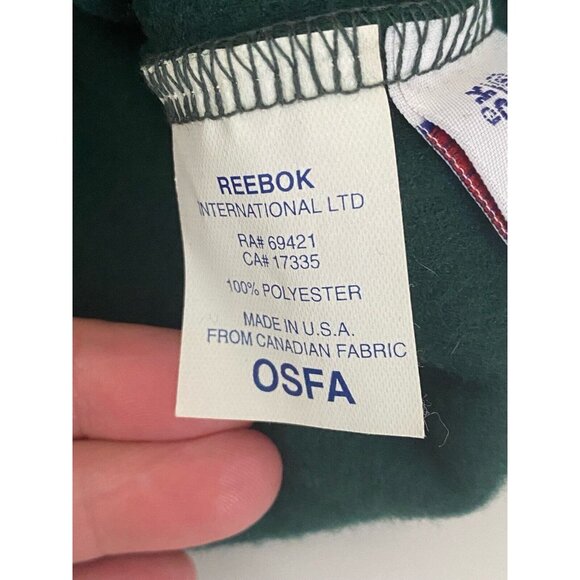 REEBOK
INTERNATIONAL LTD
RA# 69421
CA# 17335
100% POLYESTER
MADE IN U.S.A.
FROM CANADIAN FABRIC
OSFA